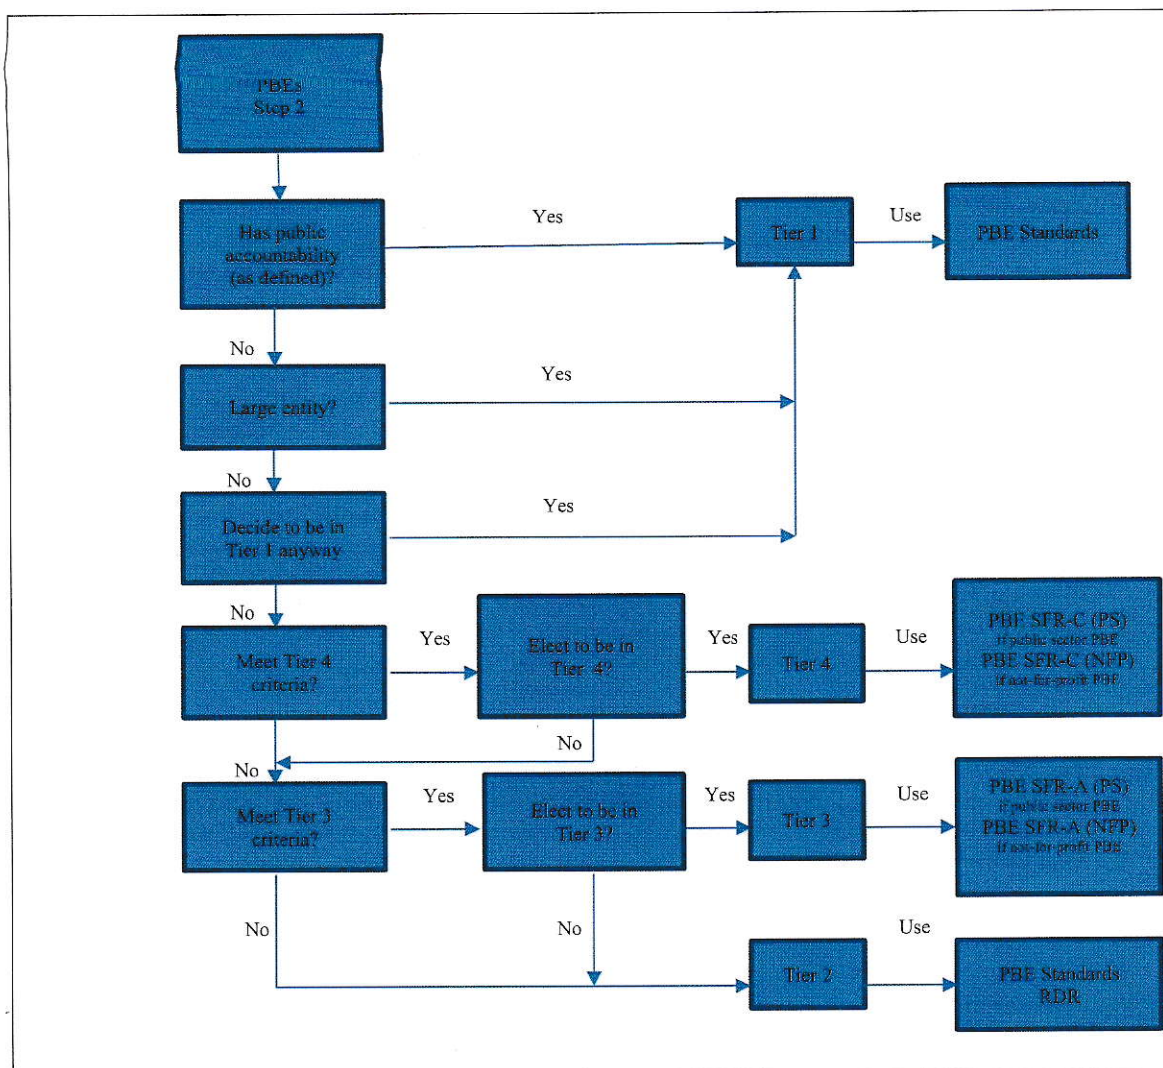 PBEs
Step 2
Has public
accountability
(as defined)?
Yes
Tier 1
Use
PBE Standards
No
Large entity?
Yes
No
Decide to be in
Tier 1 anyway
Yes
No
Meet Tier 4
criteria?
Yes
Elect to be in
Tier 4?
Yes
Tier 4
Use
PBE SFR-C (PS)
if public sector PBE
PBE SFR-C (NFP)
if not-for-profit PBE
No
No
Meet Tier 3
criteria?
Yes
Elect to be in
Tier 3?
Yes
Tier 3
Use
PBE SFR-A (PS)
if public sector PBE
PBE SFR-A (NFP)
if not-for-profit PBE
No
No
Tier 2
Use
PBE Standards
RDR